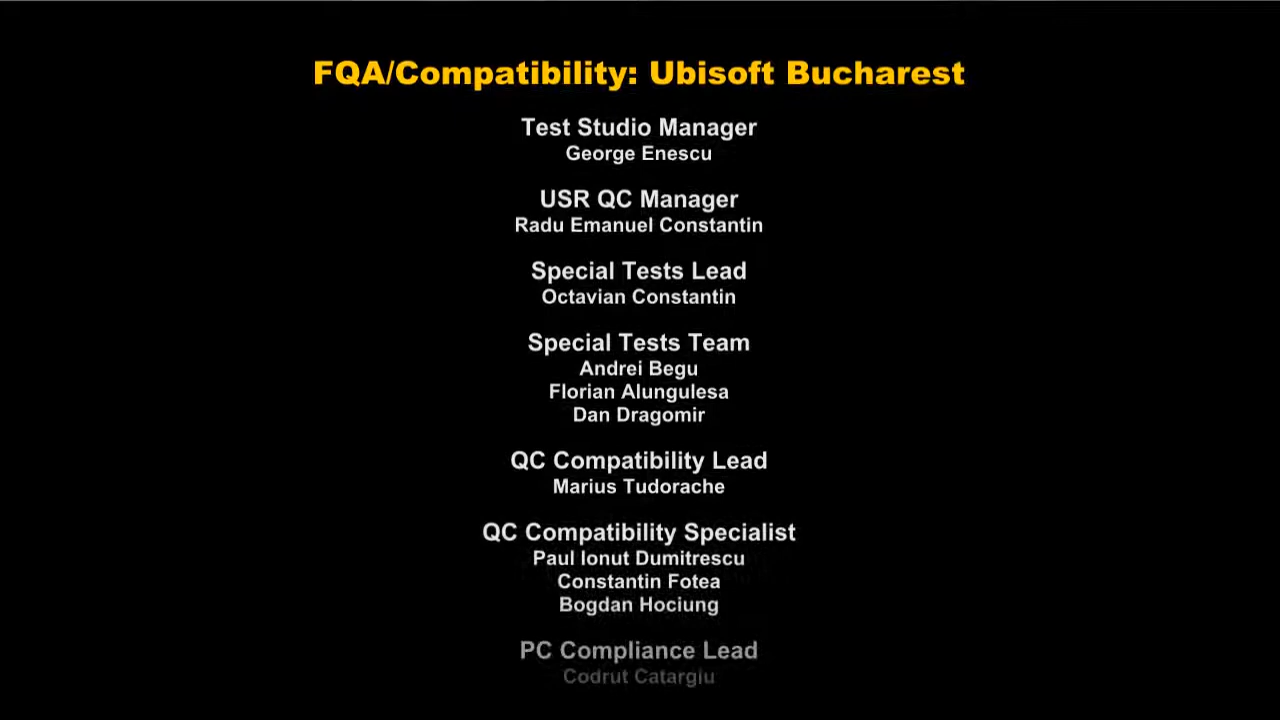 FQA/Compatibility: Ubisoft Bucharest
Test Studio Manager
George Enescu
USR QC Manager
Radu Emanuel Constantin
Special Tests Lead
Octavian Constantin
Special Tests Team
Andrei Begu
Florian Alungulesa
Dan Dragomir
QC Compatibility Lead
Marius Tudorache
QC Compatibility Specialist
Paul Ionut Dumitrescu
Constantin Fotea
Bogdan Hociung
PC Compliance Lead
Codrut Catargiu